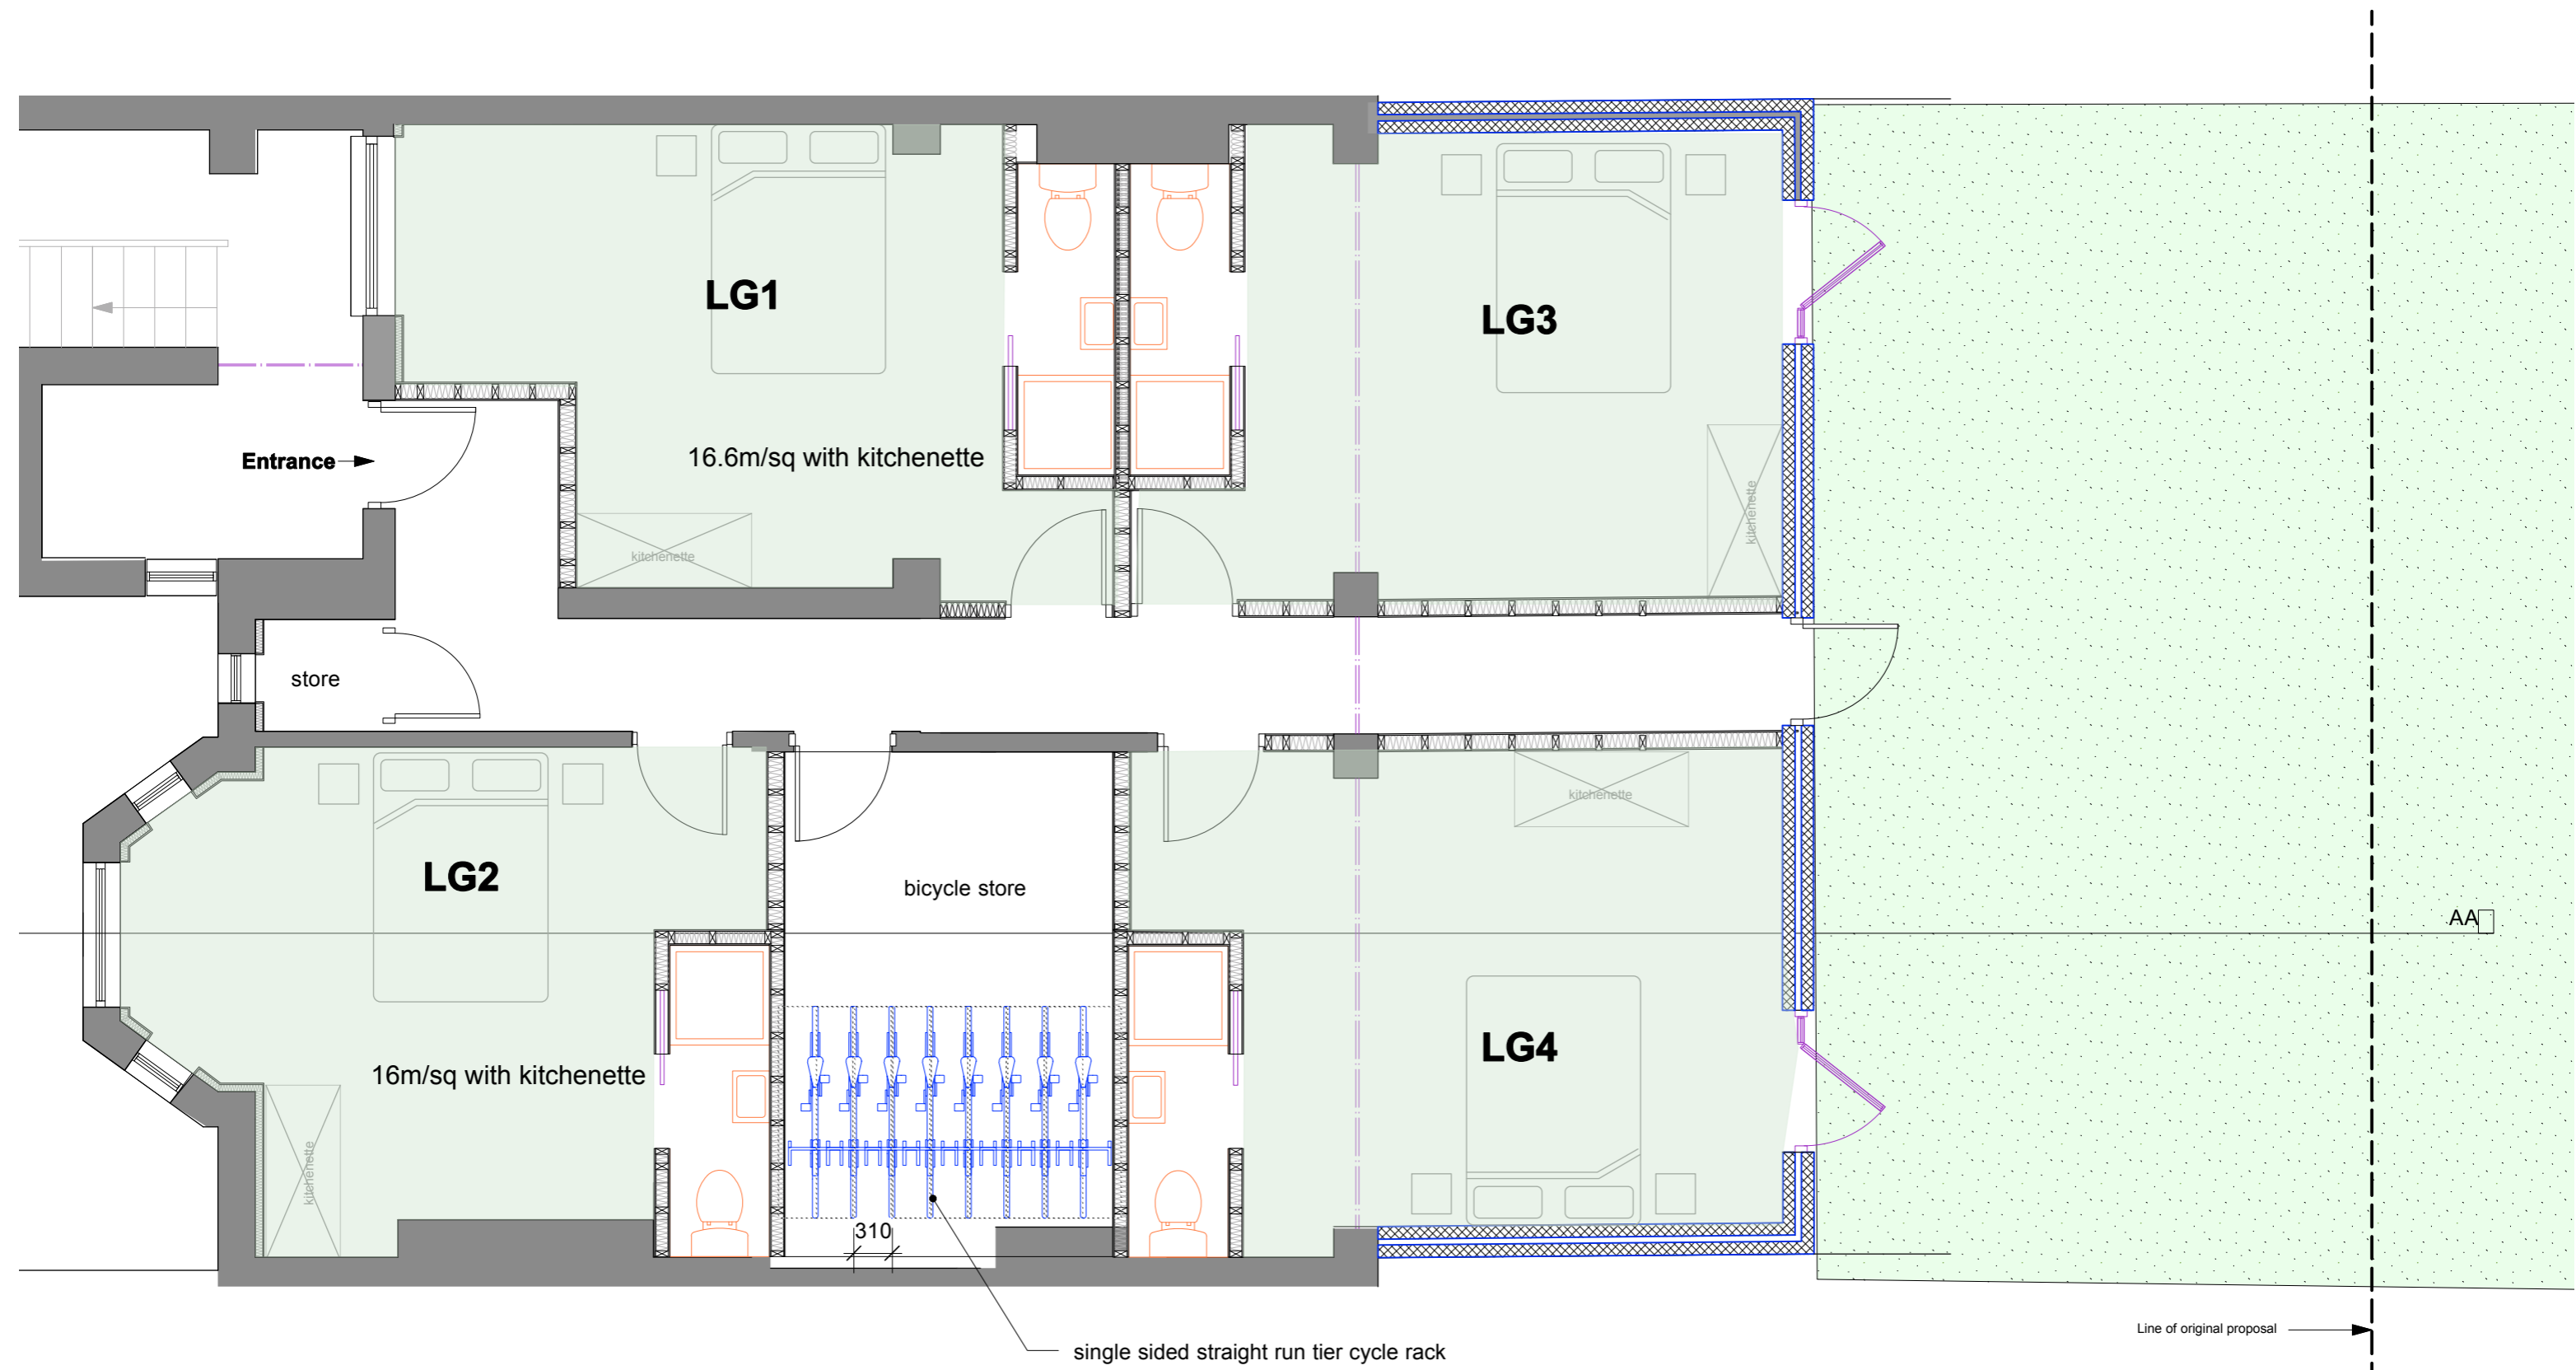 LG1
LG3
16.6m/sq with kitchenette
Entrance
kitchenette
kitchenette
store
kitchenette
LG2
bicycle store
AA
LG4
16m/sq with kitchenette
kitchenette
310
Line of original proposal
single sided straight run tier cycle rack